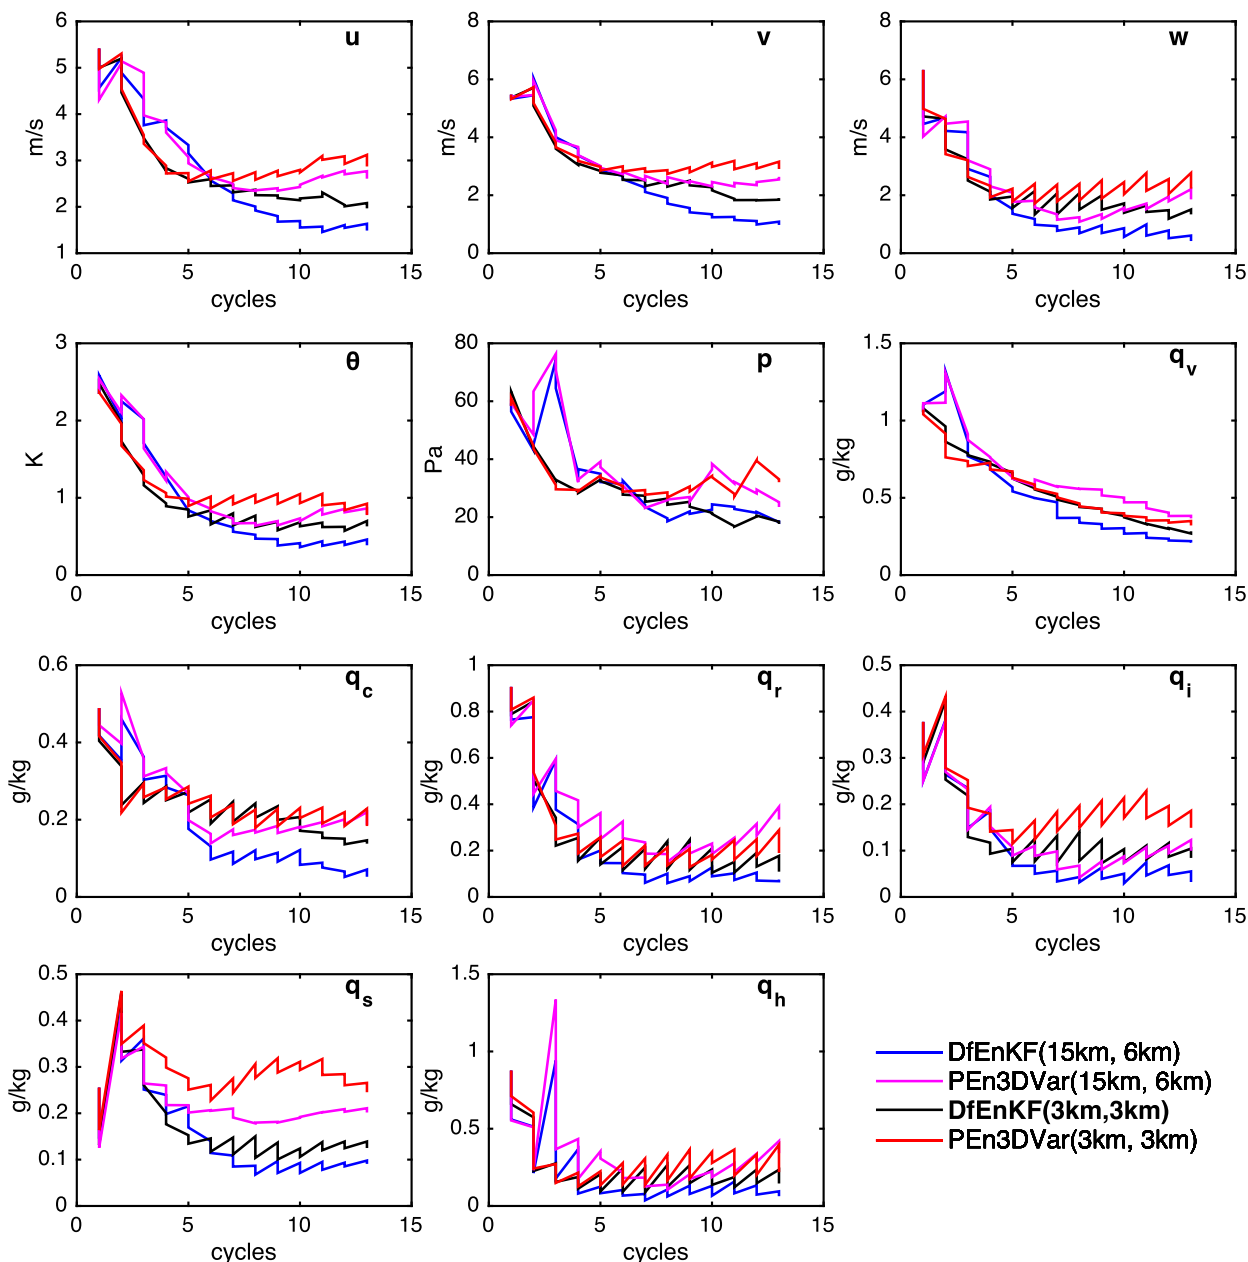 u
6
5
4
3
2
1
m/s
0 5 10 15
cycles
v
8
6
4
2
0
m/s
0 5 10 15
cycles
w
8
6
4
2
0
m/s
0 5 10 15
cycles
θ
3
2
1
0
K
0 5 10 15
cycles
p
80
60
40
20
0
Pa
0 5 10 15
cycles
q_v
1.5
1
0.5
0
g/kg
0 5 10 15
cycles
q_c
0.6
0.4
0.2
0
g/kg
0 5 10 15
cycles
q_r
1
0.8
0.6
0.4
0.2
0
g/kg
0 5 10 15
cycles
q_i
0.5
0.4
0.3
0.2
0.1
0
g/kg
0 5 10 15
cycles
q_s
0.5
0.4
0.3
0.2
0.1
0
g/kg
0 5 10 15
cycles
q_h
1.5
1
0.5
0
g/kg
0 5 10 15
cycles
DfEnKF(15km, 6km)
PEn3DVar(15km, 6km)
DfEnKF(3km,3km)
PEn3DVar(3km, 3km)